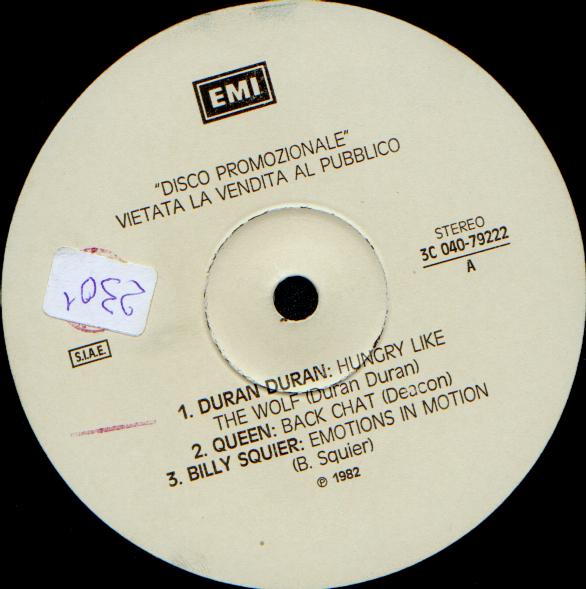 EMI
"DISCO PROMOZIONALE"
VIETATA LA VENDITA AL PUBBLICO
STEREO
3C 040-79222
A
2301
S.I.A.E.
1. DURAN DURAN: HUNGRY LIKE
THE WOLF (Duran Duran)
2. QUEEN: BACK CHAT (Deacon)
3. BILLY SQUIER: EMOTIONS IN MOTION
(B. Squier)
℗ 1982